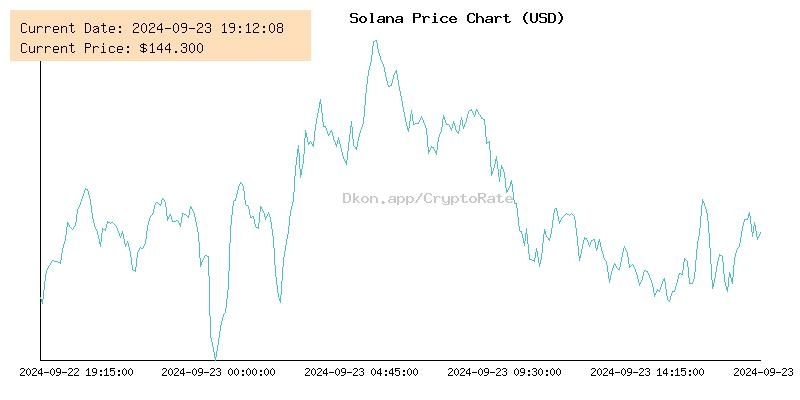 Solana Price Chart (USD)
Current Date: 2024-09-23 19:12:08
Current Price: $144.300
Dkon.app/CryptoRate
2024-09-22 19:15:00 2024-09-23 00:00:00 2024-09-23 04:45:00 2024-09-23 09:30:00 2024-09-23 14:15:00 2024-09-23